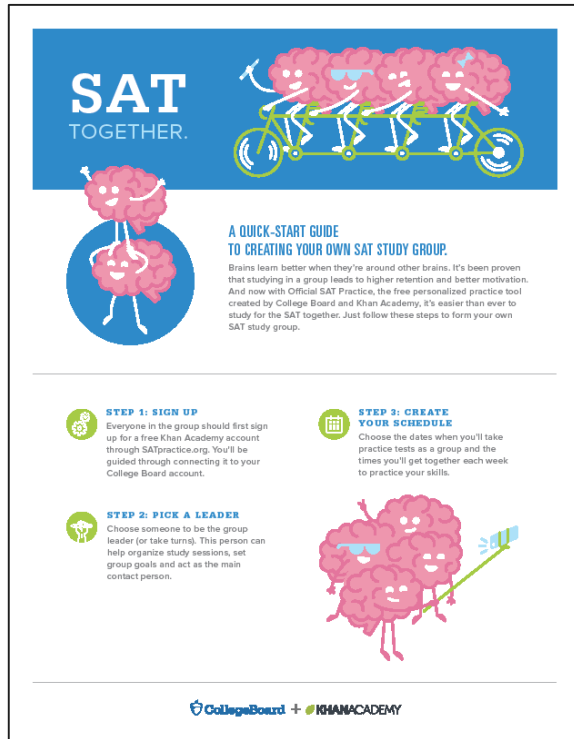 SAT
TOGETHER.
A QUICK-START GUIDE
TO CREATING YOUR OWN SAT STUDY GROUP.
Brains learn better when they're around other brains. It's been proven
that studying in a group leads to higher retention and better motivation.
And now with Official SAT Practice, the free personalized practice tool
created by College Board and Khan Academy, it's easier than ever to
study for the SAT together. Just follow these steps to form your own
SAT study group.
STEP 1: SIGN UP
Everyone in the group should first sign
up for a free Khan Academy account
through SATpractice.org. You'll be
guided through connecting it to your
College Board account.
STEP 2: PICK A LEADER
Choose someone to be the group
leader (or take turns). This person can
help organize study sessions, set
group goals and act as the main
contact person.
STEP 3: CREATE
YOUR SCHEDULE
Choose the dates when you'll take
practice tests as a group and the
times you'll get together each week
to practice your skills.
CollegeBoard + KHANACADEMY